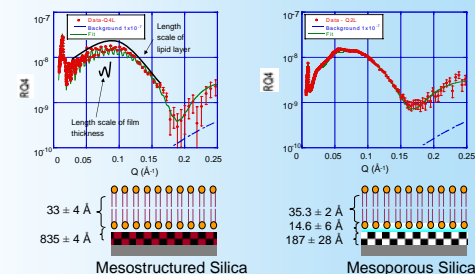 10-7
Data-Q4L
Background 1x10-7
Fit
Length
scale of
lipid layer
10-8
RQ4
10-9
Length scale of film
thickness
10-10
0 0.05 0.1 0.15 0.2 0.25
Q (Å-1)
33 ± 4 Å
835 ± 4 Å
Mesostructured Silica
10-7
Data - Q2L
Background 1x10-7
Fit
10-8
RQ4
10-9
10-10
0 0.05 0.1 0.15 0.2 0.25
Q (Å-1)
35.3 ± 2 Å
14.6 ± 6 Å
187 ± 28 Å
Mesoporous Silica